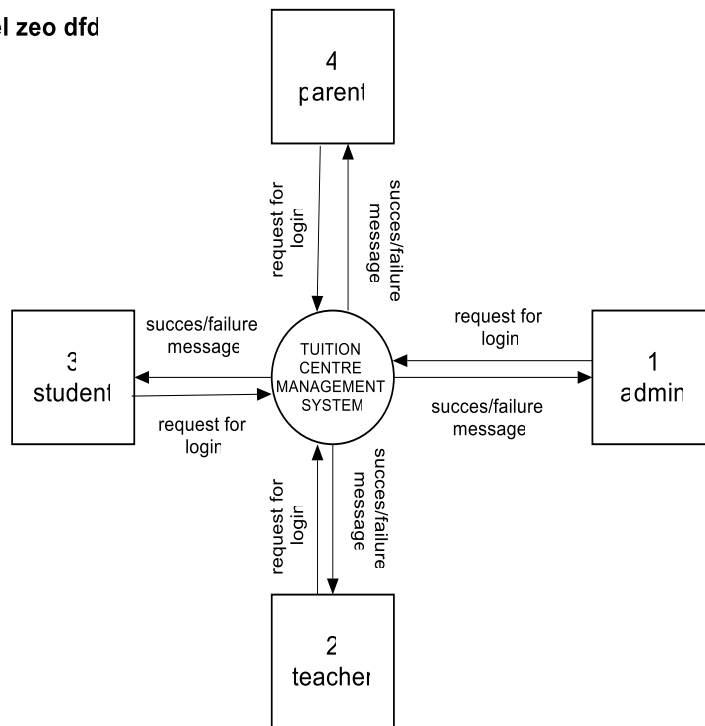 el zeo dfd
4
parent
request for
login
succes/failure
message
succes/failure
message
request for
login
3
student
TUITION
CENTRE
MANAGEMENT
SYSTEM
1
admin
request for
login
succes/failure
message
request for
login
succes/failure
message
2
teacher